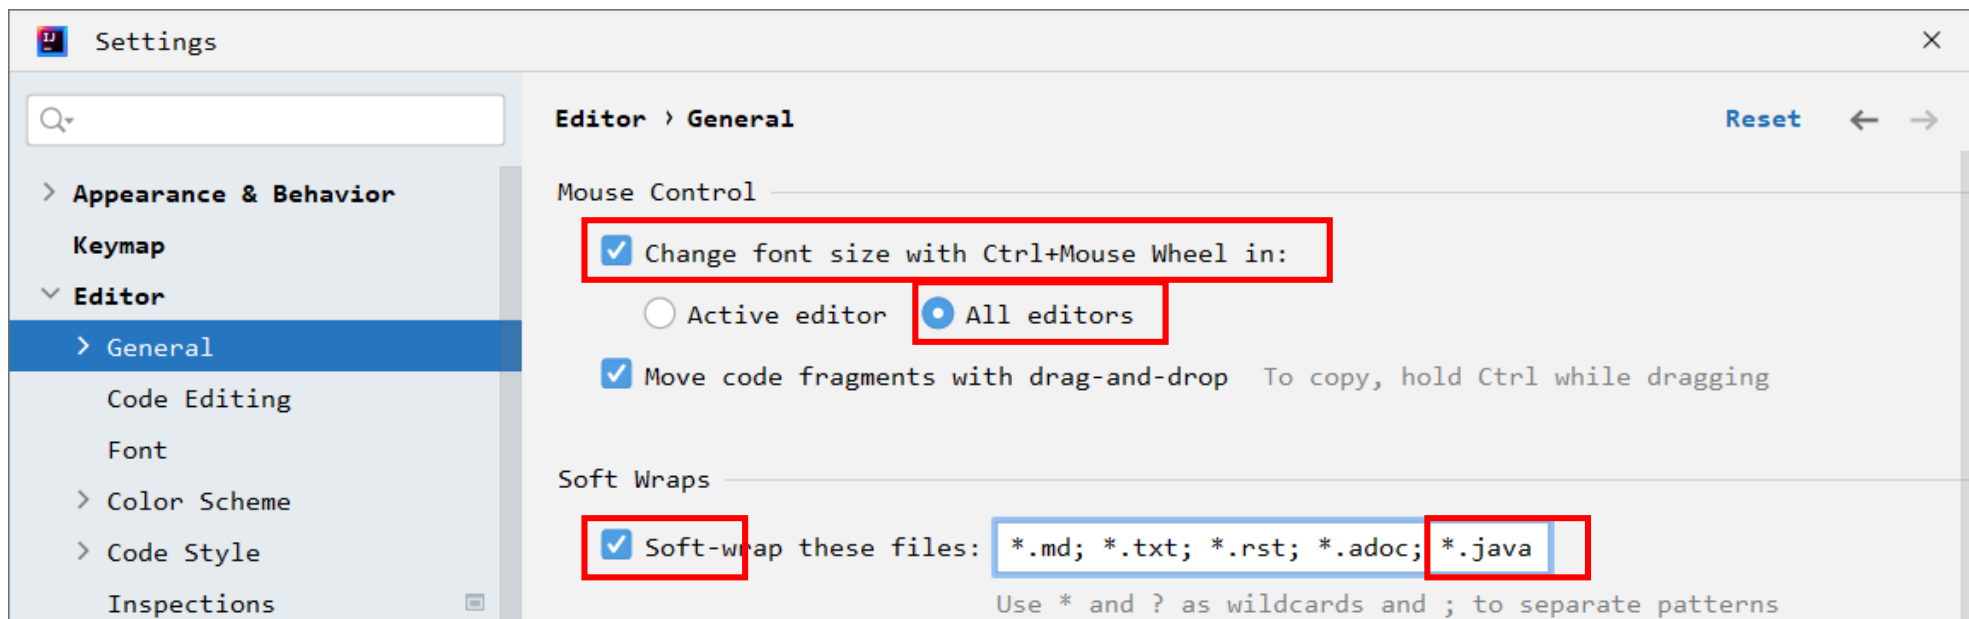 Settings
Editor › General
Reset
Appearance & Behavior
Keymap
Editor
General
Code Editing
Font
Color Scheme
Code Style
Inspections
Mouse Control
Change font size with Ctrl+Mouse Wheel in:
Active editor All editors
Move code fragments with drag-and-drop To copy, hold Ctrl while dragging
Soft Wraps
Soft-wrap these files: *.md; *.txt; *.rst; *.adoc; *.java
Use * and ? as wildcards and ; to separate patterns